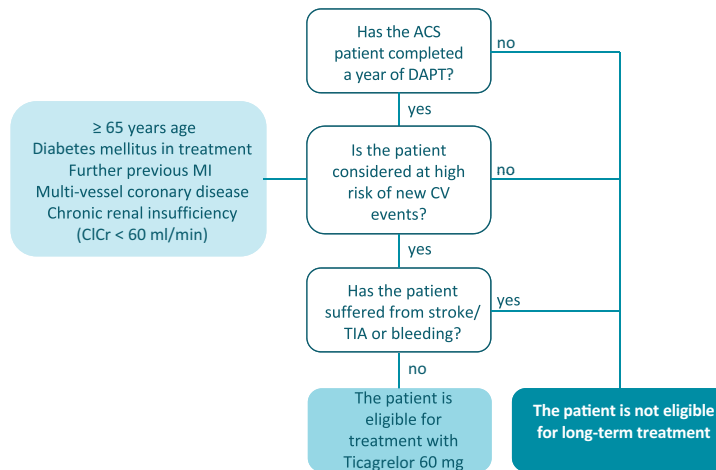 Has the ACS
patient completed
a year of DAPT?
no
yes
≥ 65 years age
Diabetes mellitus in treatment
Further previous MI
Multi-vessel coronary disease
Chronic renal insufficiency
(ClCr < 60 ml/min)
Is the patient
considered at high
risk of new CV
events?
no
yes
Has the patient
suffered from stroke/
TIA or bleeding?
yes
no
The patient is
eligible for
treatment with
Ticagrelor 60 mg
The patient is not eligible
for long-term treatment